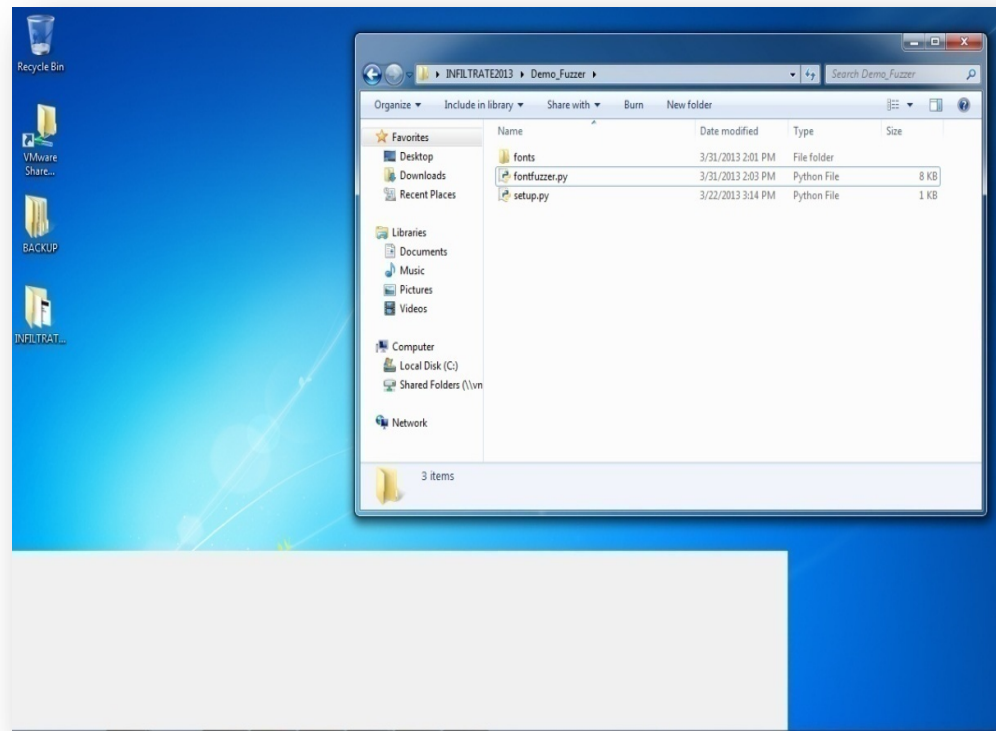 Recycle Bin
VMware
Share...
BACKUP
INFILTRAT...
INFILTRATE2013 Demo_Fuzzer
Search Demo_Fuzzer
Organize Include in library Share with Burn New folder
Name Date modified Type Size
Favorites
Desktop
Downloads
Recent Places
Libraries
Documents
Music
Pictures
Videos
Computer
Local Disk (C:)
Shared Folders (\\vn
Network
fonts 3/31/2013 2:01 PM File folder
fontfuzzer.py 3/31/2013 2:03 PM Python File 8 KB
setup.py 3/22/2013 3:14 PM Python File 1 KB
3 items